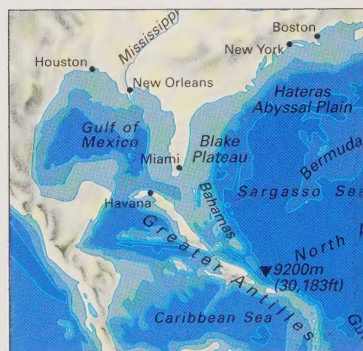 Mississippi
Boston
New York
Houston
New Orleans
Hateras
Abyssal Plain
Gulf of
Mexico
Blake
Plateau
Bermuda
Miami
Sargasso Sea
Bahamas
Havana
North
Greater Antilles
9200m
(30,183ft)
Caribbean Sea